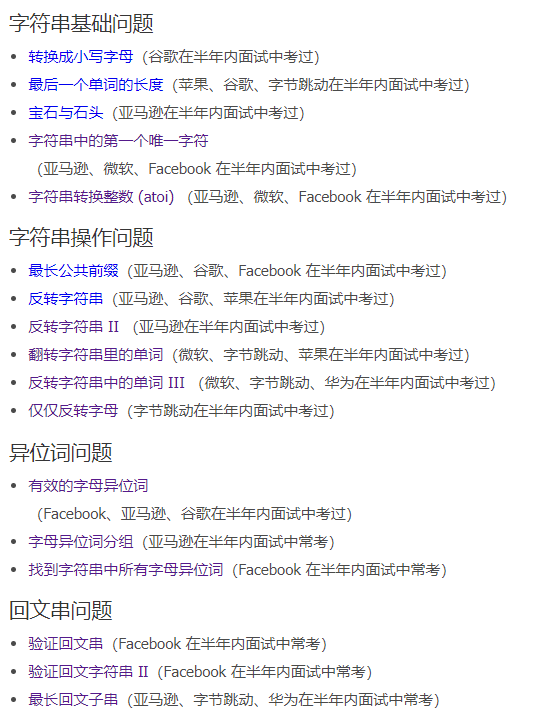 字符串基础问题
转换成小写字母（谷歌在半年内面试中考过）
最后一个单词的长度（苹果、谷歌、字节跳动在半年内面试中考过）
宝石与石头（亚马逊在半年内面试中考过）
字符串中的第一个唯一字符
（亚马逊、微软、Facebook 在半年内面试中考过）
字符串转换整数 (atoi) （亚马逊、微软、Facebook 在半年内面试中考过）
字符串操作问题
最长公共前缀（亚马逊、谷歌、Facebook 在半年内面试中考过）
反转字符串（亚马逊、谷歌、苹果在半年内面试中考过）
反转字符串 II （亚马逊在半年内面试中考过）
翻转字符串里的单词（微软、字节跳动、苹果在半年内面试中考过）
反转字符串中的单词 III （微软、字节跳动、华为在半年内面试中考过）
仅仅反转字母（字节跳动在半年内面试中考过）
异位词问题
有效的字母异位词
（Facebook、亚马逊、谷歌在半年内面试中考过）
字母异位词分组（亚马逊在半年内面试中常考）
找到字符串中所有字母异位词（Facebook 在半年内面试中常考）
回文串问题
验证回文串（Facebook 在半年内面试中常考）
验证回文字符串 II（Facebook 在半年内面试中常考）
最长回文子串（亚马逊、字节跳动、华为在半年内面试中常考）